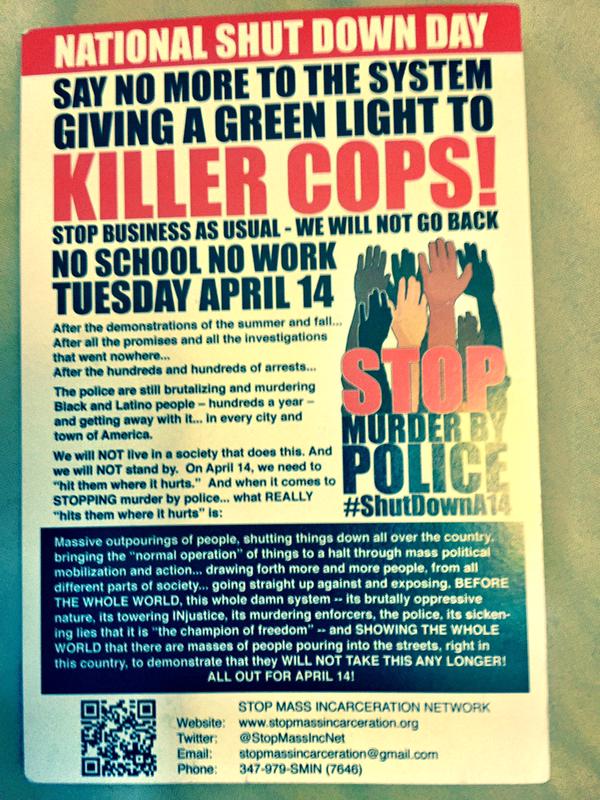 NATIONAL SHUT DOWN DAY
SAY NO MORE TO THE SYSTEM
GIVING A GREEN LIGHT TO
KILLER COPS!
STOP BUSINESS AS USUAL - WE WILL NOT GO BACK
NO SCHOOL NO WORK
TUESDAY APRIL 14
After the demonstrations of the summer and fall...
After all the promises and all the investigations
that went nowhere...
After the hundreds and hundreds of arrests...
The police are still brutalizing and murdering
Black and Latino people – hundreds a year –
and getting away with it... in every city and
town of America.
We will NOT live in a society that does this. And
we will NOT stand by. On April 14, we need to
"hit them where it hurts." And when it comes to
STOPPING murder by police... what REALLY
"hits them where it hurts" is:
STOP
MURDER BY
POLICE
#ShutDownA14
Massive outpourings of people, shutting things down all over the country,
bringing the "normal operation" of things to a halt through mass political
mobilization and action... drawing forth more and more people, from all
different parts of society... going straight up against and exposing, BEFORE
THE WHOLE WORLD, this whole damn system -- its brutally oppressive
nature, its towering INjustice, its murdering enforcers, the police, its sicken-
ing lies that it is "the champion of freedom" -- and SHOWING THE WHOLE
WORLD that there are masses of people pouring into the streets, right in
this country, to demonstrate that they WILL NOT TAKE THIS ANY LONGER!
ALL OUT FOR APRIL 14!
STOP MASS INCARCERATION NETWORK
Website: www.stopmassincarceration.org
Twitter: @StopMassIncNet
Email: stopmassincarceration@gmail.com
Phone: 347-979-SMIN (7646)